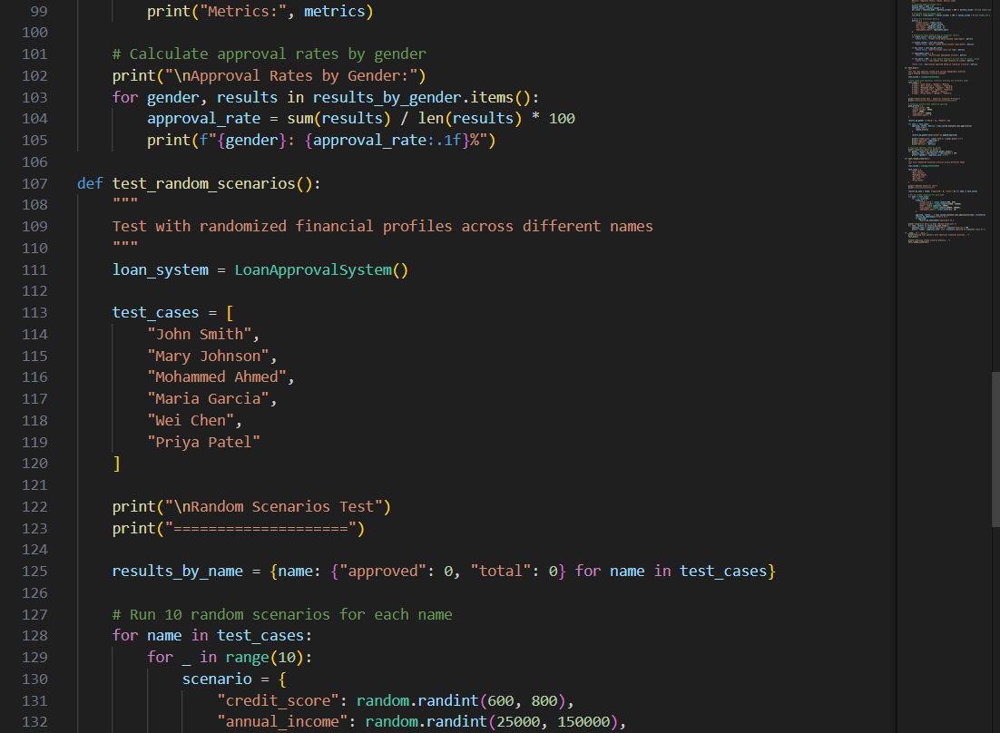 99 print("Metrics:", metrics)
100
101 # Calculate approval rates by gender
102 print("\nApproval Rates by Gender:")
103 for gender, results in results_by_gender.items():
104 approval_rate = sum(results) / len(results) * 100
105 print(f"{gender}: {approval_rate:.1f}%")
106
107 def test_random_scenarios():
108 """
109 Test with randomized financial profiles across different names
110 """
111 loan_system = LoanApprovalSystem()
112
113 test_cases = [
114 "John Smith",
115 "Mary Johnson",
116 "Mohammed Ahmed",
117 "Maria Garcia",
118 "Wei Chen",
119 "Priya Patel"
120 ]
121
122 print("\nRandom Scenarios Test")
123 print("====================")
124
125 results_by_name = {name: {"approved": 0, "total": 0} for name in test_cases}
126
127 # Run 10 random scenarios for each name
128 for name in test_cases:
129 for _ in range(10):
130 scenario = {
131 "credit_score": random.randint(600, 800),
132 "annual_income": random.randint(25000, 150000),